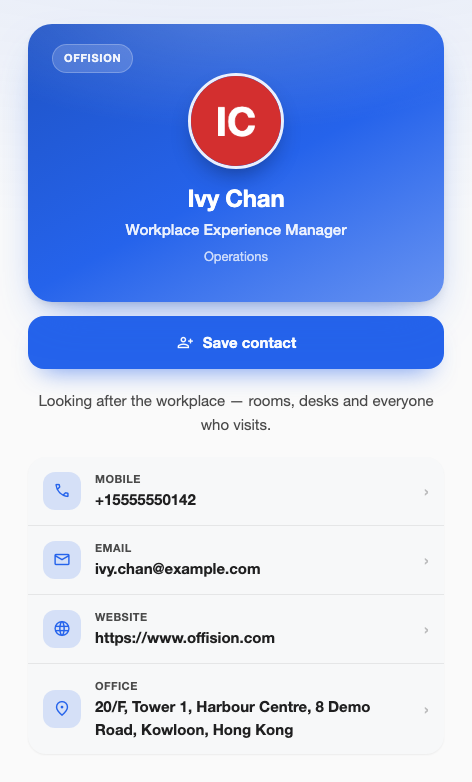 OFFISION
IC
Ivy Chan
Workplace Experience Manager
Operations
Save contact
Looking after the workplace — rooms, desks and everyone
who visits.
MOBILE
+15555550142
EMAIL
ivy.chan@example.com
WEBSITE
https://www.offision.com
OFFICE
20/F, Tower 1, Harbour Centre, 8 Demo
Road, Kowloon, Hong Kong